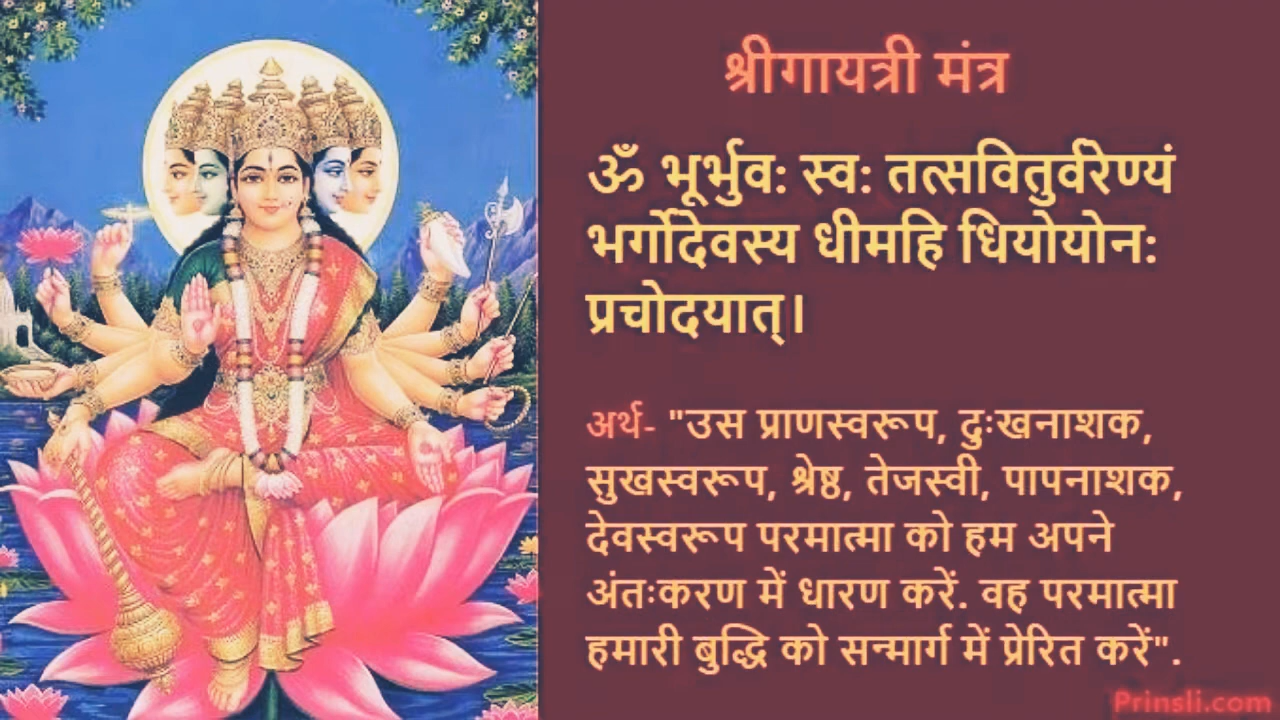 श्रीगायत्री मंत्र
ॐ भूर्भुवः स्वः तत्सवितुर्वरेण्यं
भर्गोदेवस्य धीमहि धियोयोनः
प्रचोदयात्।
अर्थ- "उस प्राणस्वरूप, दुःखनाशक,
सुखस्वरूप, श्रेष्ठ, तेजस्वी, पापनाशक,
देवस्वरूप परमात्मा को हम अपने
अंतःकरण में धारण करें. वह परमात्मा
हमारी बुद्धि को सन्मार्ग में प्रेरित करें".
Prinsli.com